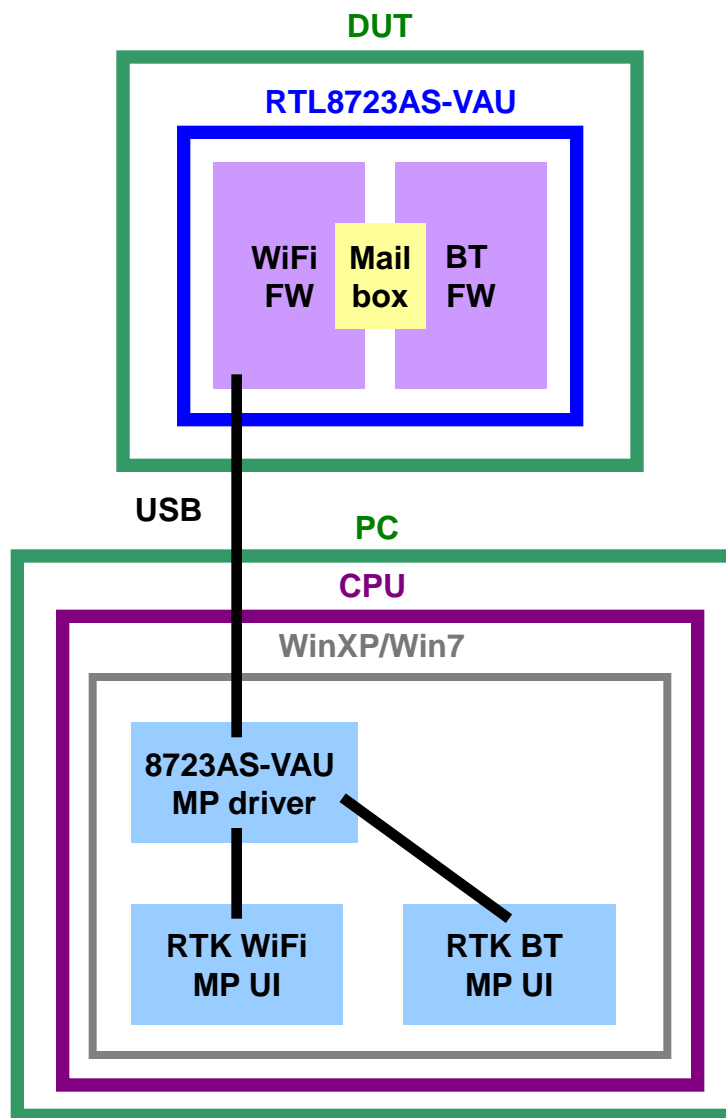 DUT
RTL8723AS-VAU
WiFi
FW
Mail
box
BT
FW
USB
PC
CPU
WinXP/Win7
8723AS-VAU
MP driver
RTK WiFi
MP UI
RTK BT
MP UI